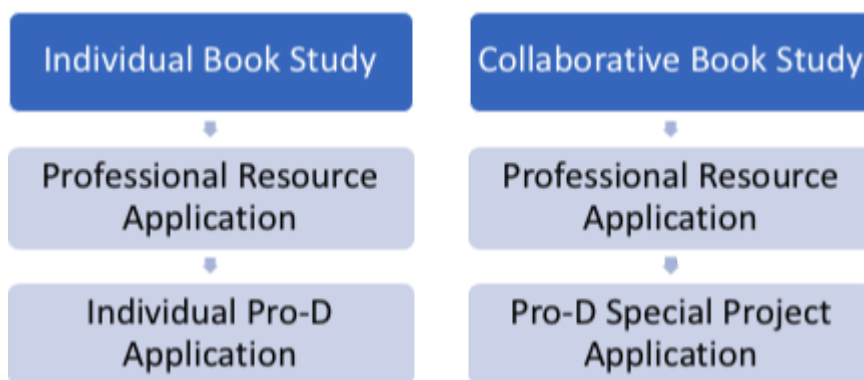 Individual Book Study
Professional Resource
Application
Individual Pro-D
Application
Collaborative Book Study
Professional Resource
Application
Pro-D Special Project
Application